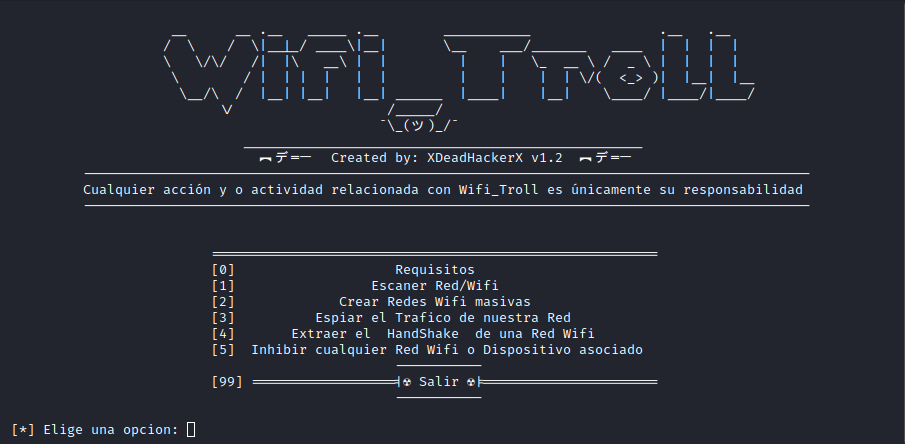 Wifi_Troll
¯\_(ツ)_/¯
︻デ═一 Created by: XDeadHackerX v1.2 ︻デ═一
Cualquier acción y o actividad relacionada con Wifi_Troll es únicamente su responsabilidad
[0] Requisitos
[1] Escaner Red/Wifi
[2] Crear Redes Wifi masivas
[3] Espiar el Trafico de nuestra Red
[4] Extraer el HandShake de una Red Wifi
[5] Inhibir cualquier Red Wifi o Dispositivo asociado
[99] ☢ Salir ☢
[*] Elige una opcion: